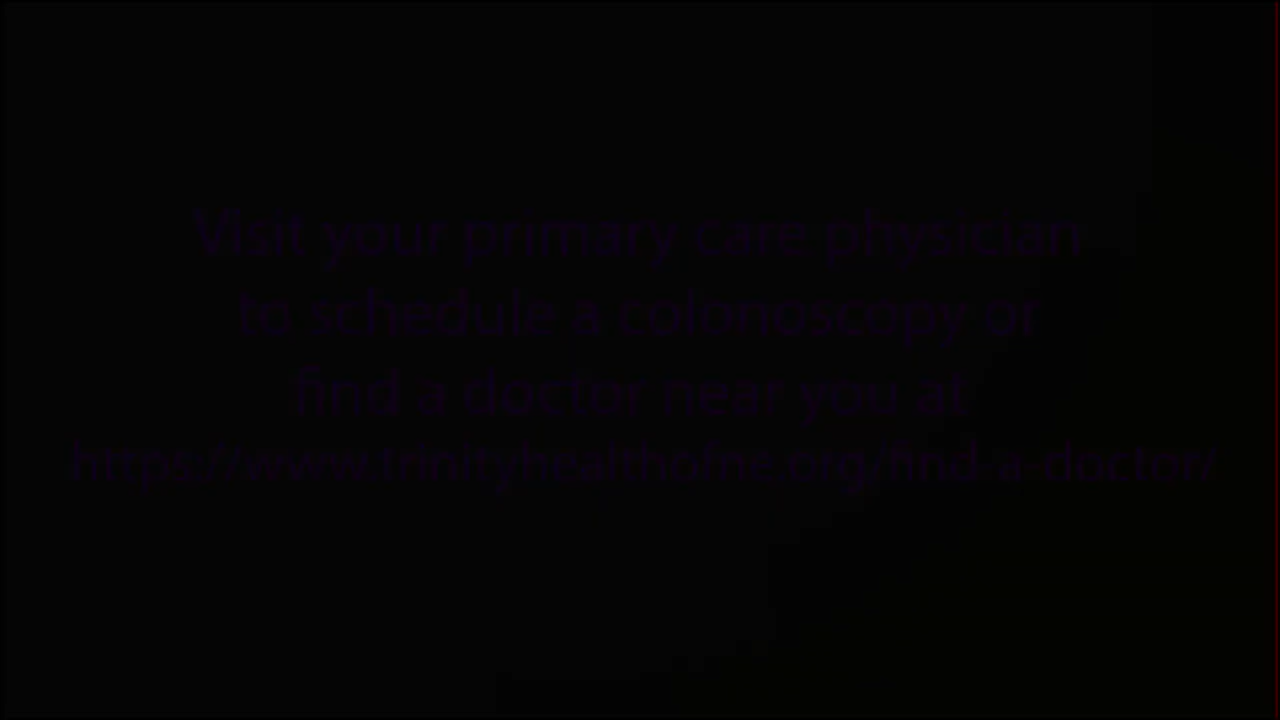 Visit your primary care physician
to schedule a colonoscopy or
find a doctor near you at
https://www.trinityhealthofne.org/find-a-doctor/